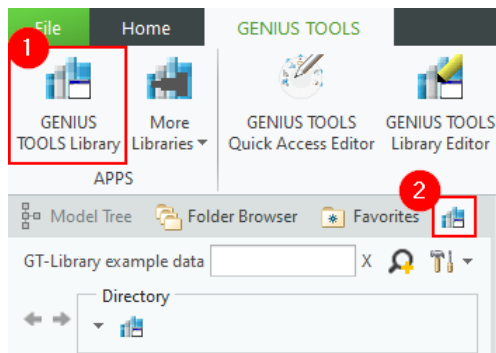 File Home GENIUS TOOLS
1
GENIUS More GENIUS TOOLS GENIUS TOOLS
TOOLS Library Libraries Quick Access Editor Library Editor
APPS
2
Model Tree Folder Browser Favorites
GT-Library example data X
Directory